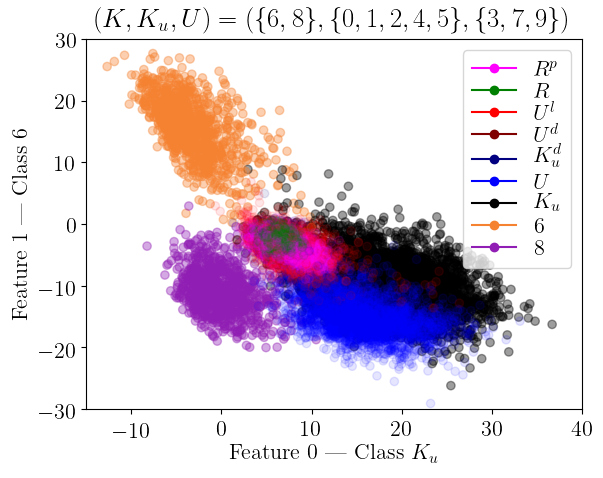 (K, K_u, U) = ({6, 8}, {0, 1, 2, 4, 5}, {3, 7, 9})
30
20
10
0
−10
−20
−30
Feature 1 — Class 6
R^p
R
U^l
U^d
K_u^d
U
K_u
6
8
−10
0
10
20
30
40
Feature 0 — Class K_u